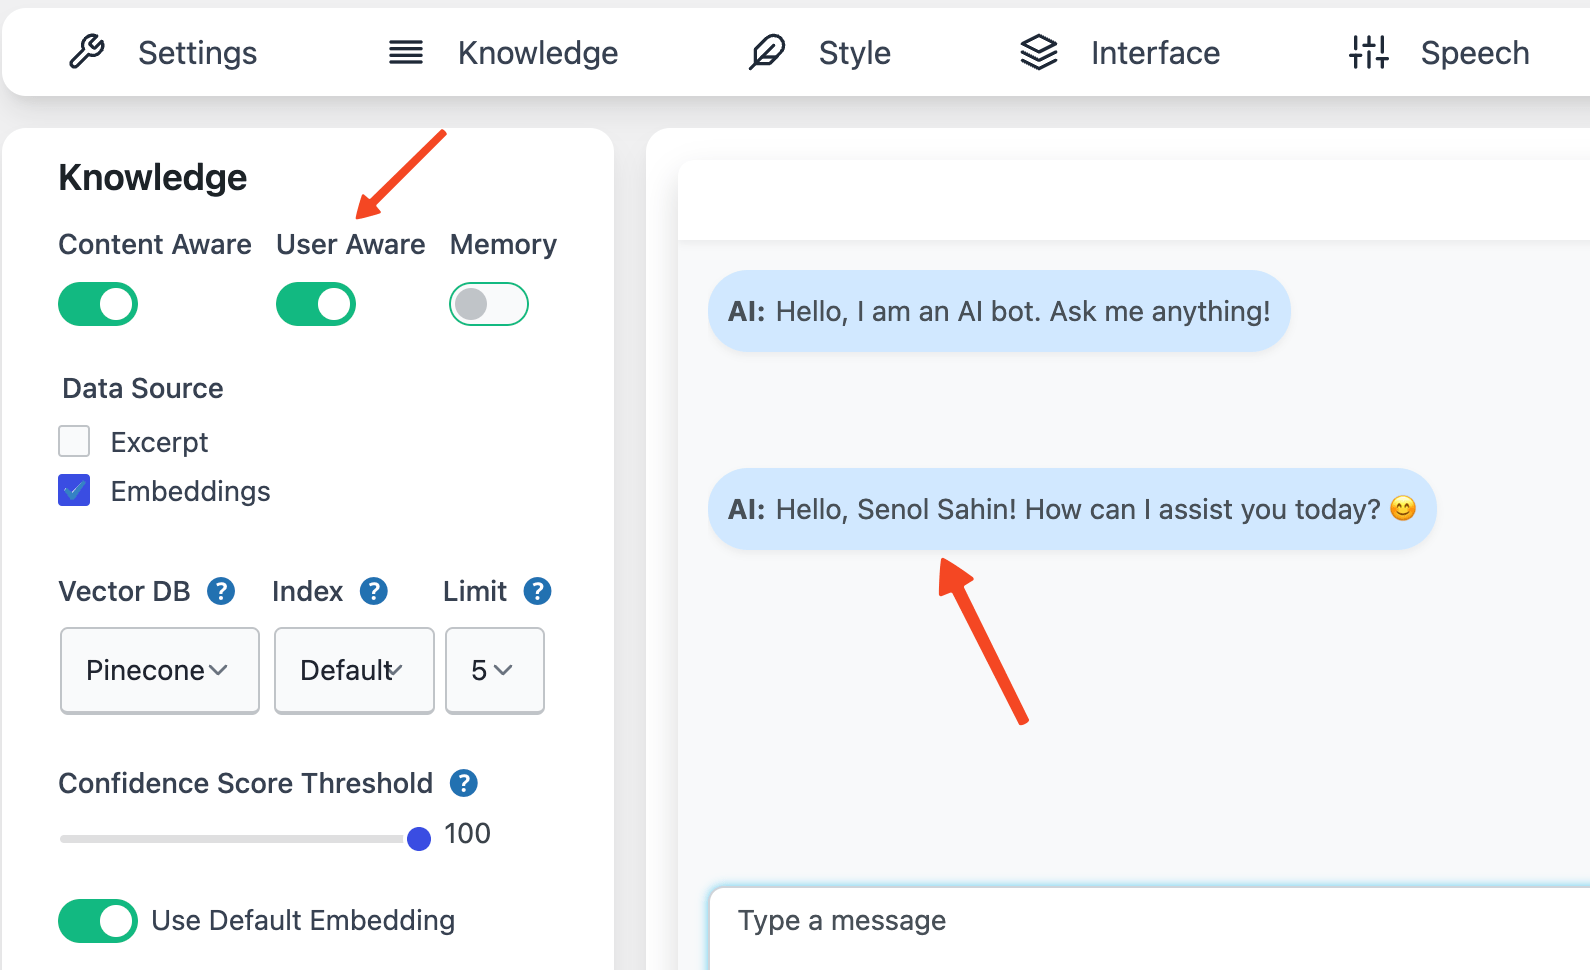 Settings Knowledge Style Interface Speech
Knowledge
Content Aware User Aware Memory
Data Source
Excerpt
Embeddings
Vector DB ? Index ? Limit ?
Pinecone Default 5
Confidence Score Threshold ?
100
Use Default Embedding
AI: Hello, I am an AI bot. Ask me anything!
AI: Hello, Senol Sahin! How can I assist you today? 😊
Type a message